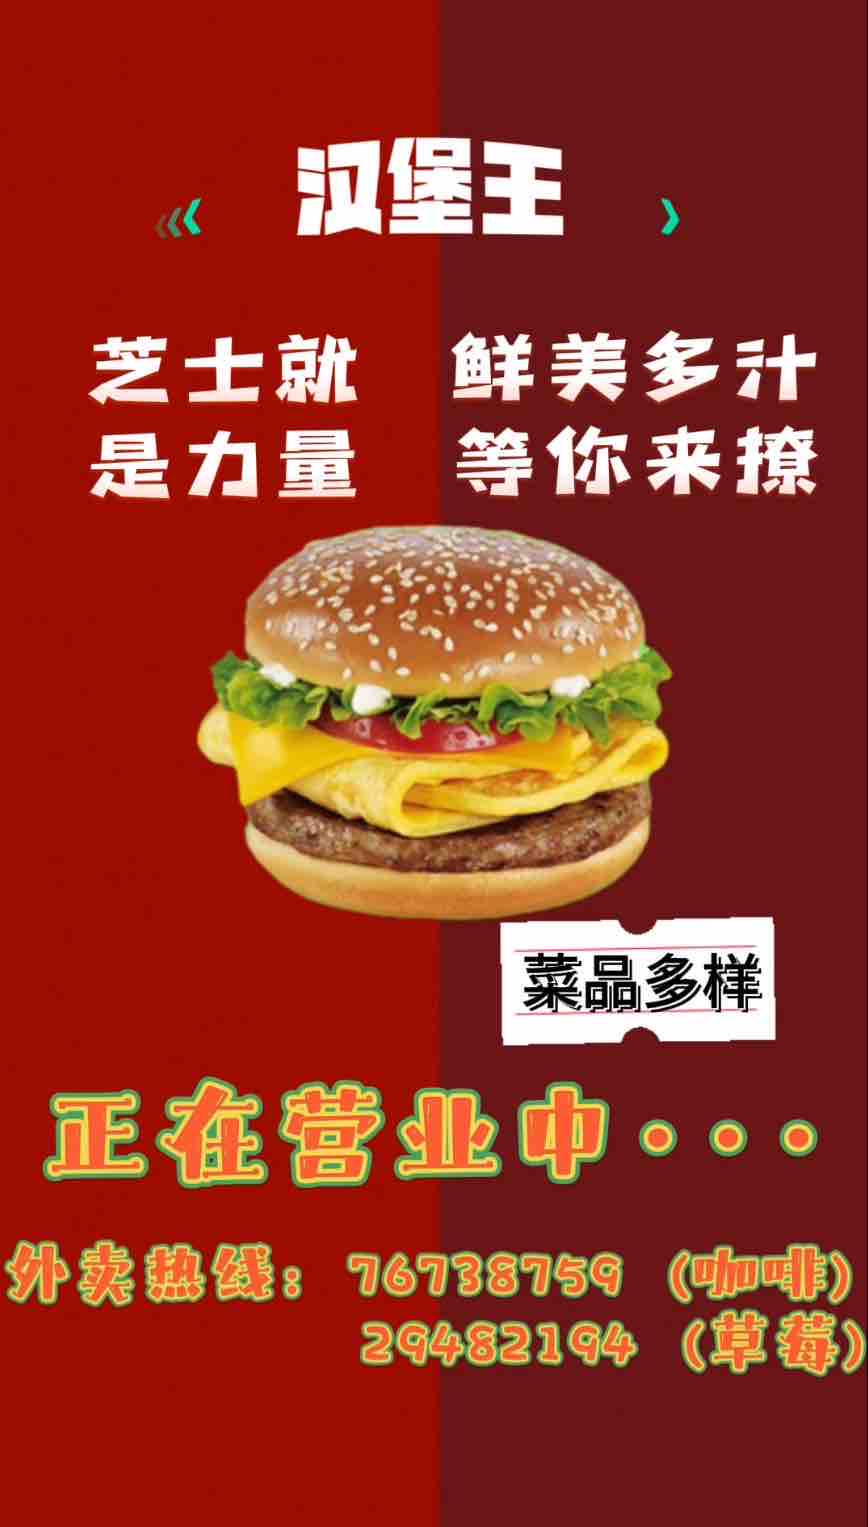 汉堡王
芝士就
是力量
鲜美多汁
等你来撩
菜品多样
正在营业中···
外卖热线：76738759（咖啡）
29482194（草莓）